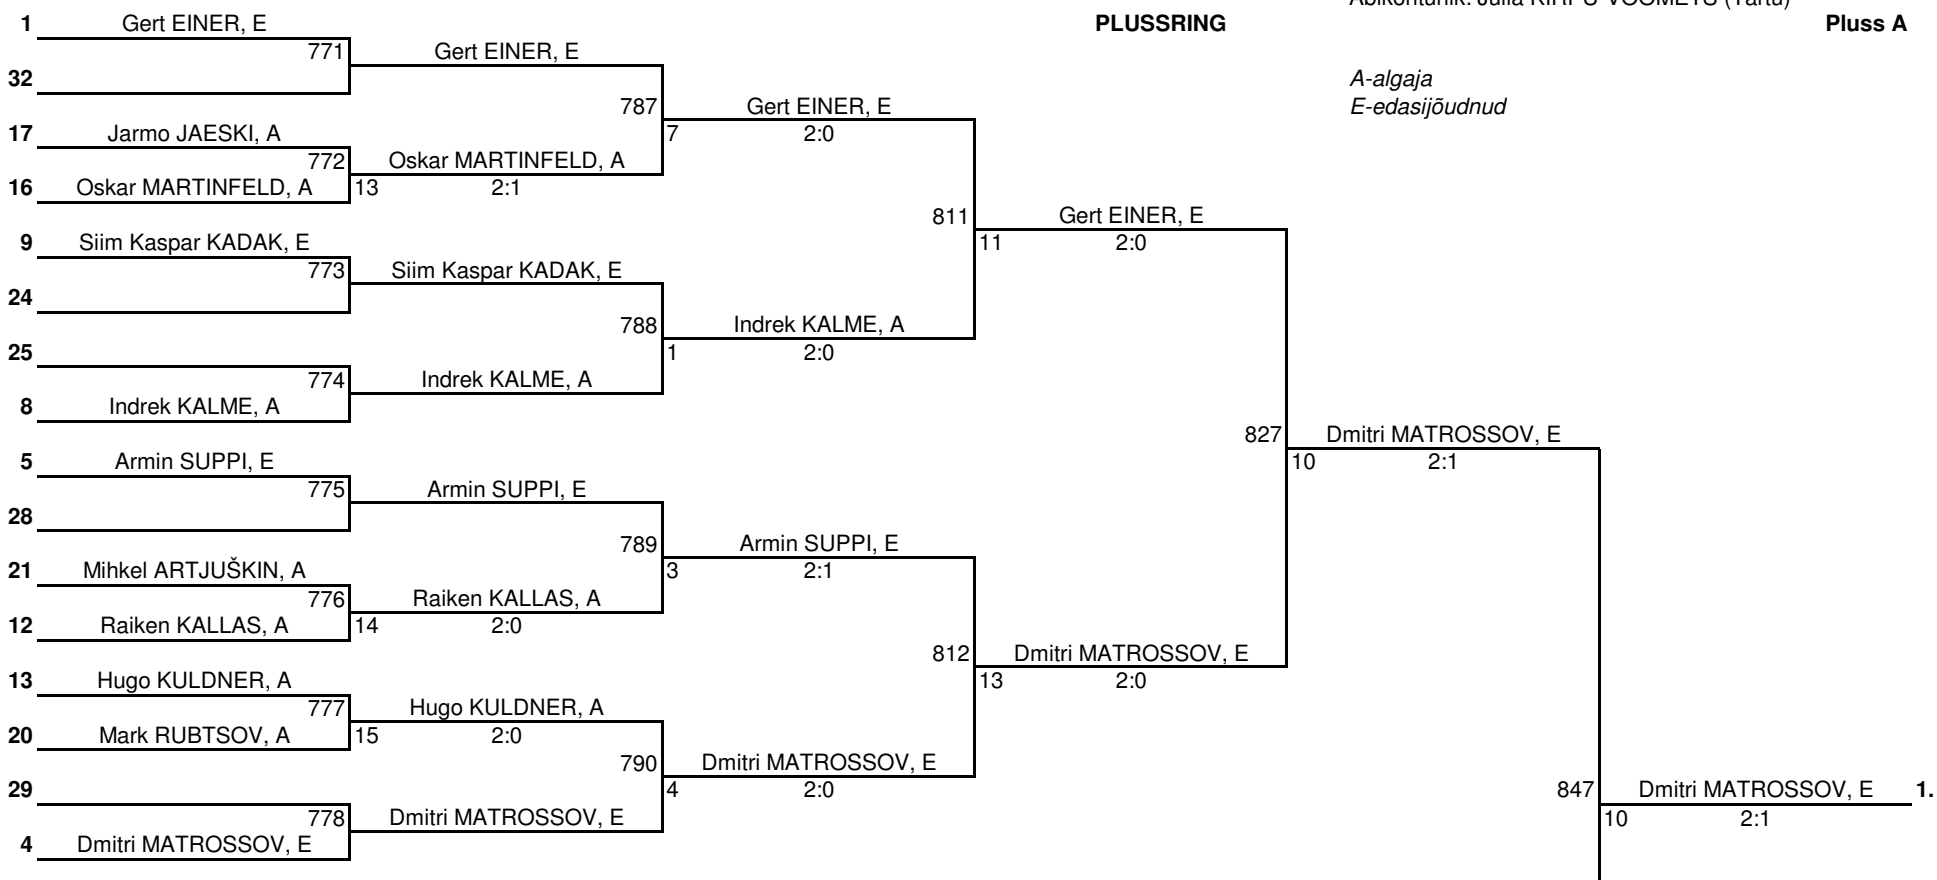 Abikohtunik: Julia KIRPU-VOOMETS (Tartu)
1 Gert EINER, E PLUSSRING Pluss A
771 Gert EINER, E
32 A-algaja
787 Gert EINER, E E-edasijõudnud
17 Jarmo JAESKI, A 7 2:0
772 Oskar MARTINFELD, A
16 Oskar MARTINFELD, A 13 2:1
811 Gert EINER, E
9 Siim Kaspar KADAK, E 11 2:0
773 Siim Kaspar KADAK, E
24
788 Indrek KALME, A
25 1 2:0
774 Indrek KALME, A
8 Indrek KALME, A
827 Dmitri MATROSSOV, E
5 Armin SUPPI, E 10 2:1
775 Armin SUPPI, E
28
789 Armin SUPPI, E
21 Mihkel ARTJUŠKIN, A 3 2:1
776 Raiken KALLAS, A
12 Raiken KALLAS, A 14 2:0
812 Dmitri MATROSSOV, E
13 Hugo KULDNER, A 13 2:0
777 Hugo KULDNER, A
20 Mark RUBTSOV, A 15 2:0
790 Dmitri MATROSSOV, E
29 4 2:0 847 Dmitri MATROSSOV, E 1.
778 Dmitri MATROSSOV, E 10 2:1
4 Dmitri MATROSSOV, E